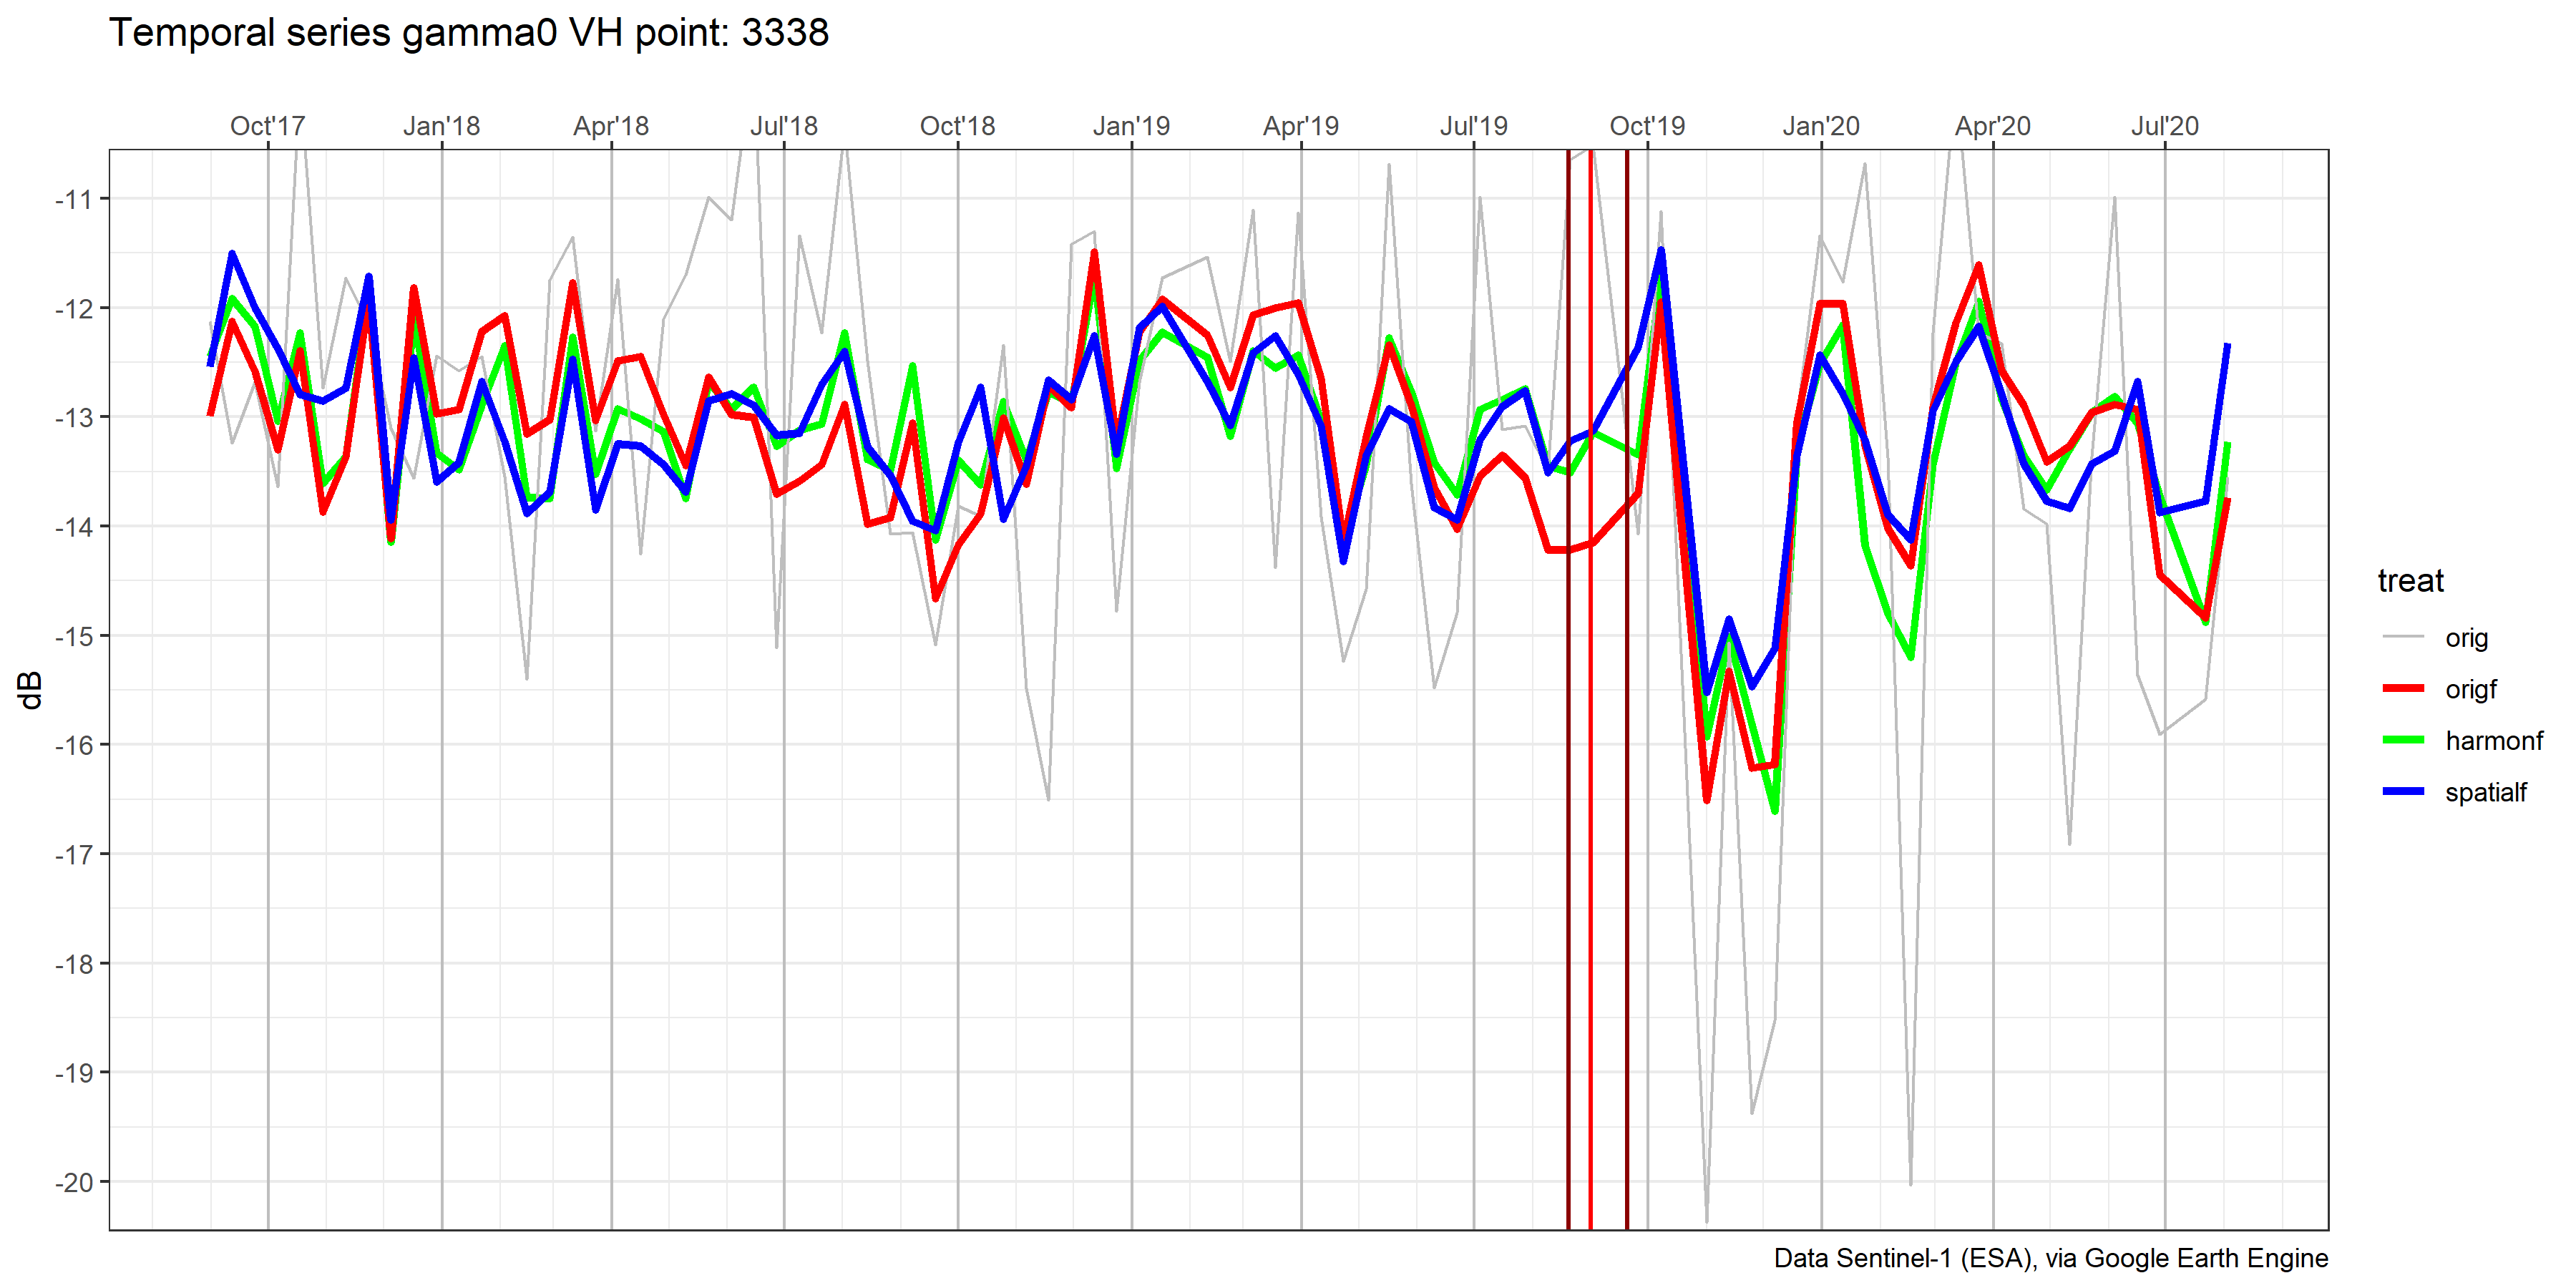 Temporal series gamma0 VH point: 3338
Oct'17 Jan'18 Apr'18 Jul'18 Oct'18 Jan'19 Apr'19 Jul'19 Oct'19 Jan'20 Apr'20 Jul'20
-11
-12
-13
-14
-15
-16
-17
-18
-19
-20
dB
treat
orig
origf
harmonf
spatialf
Data Sentinel-1 (ESA), via Google Earth Engine